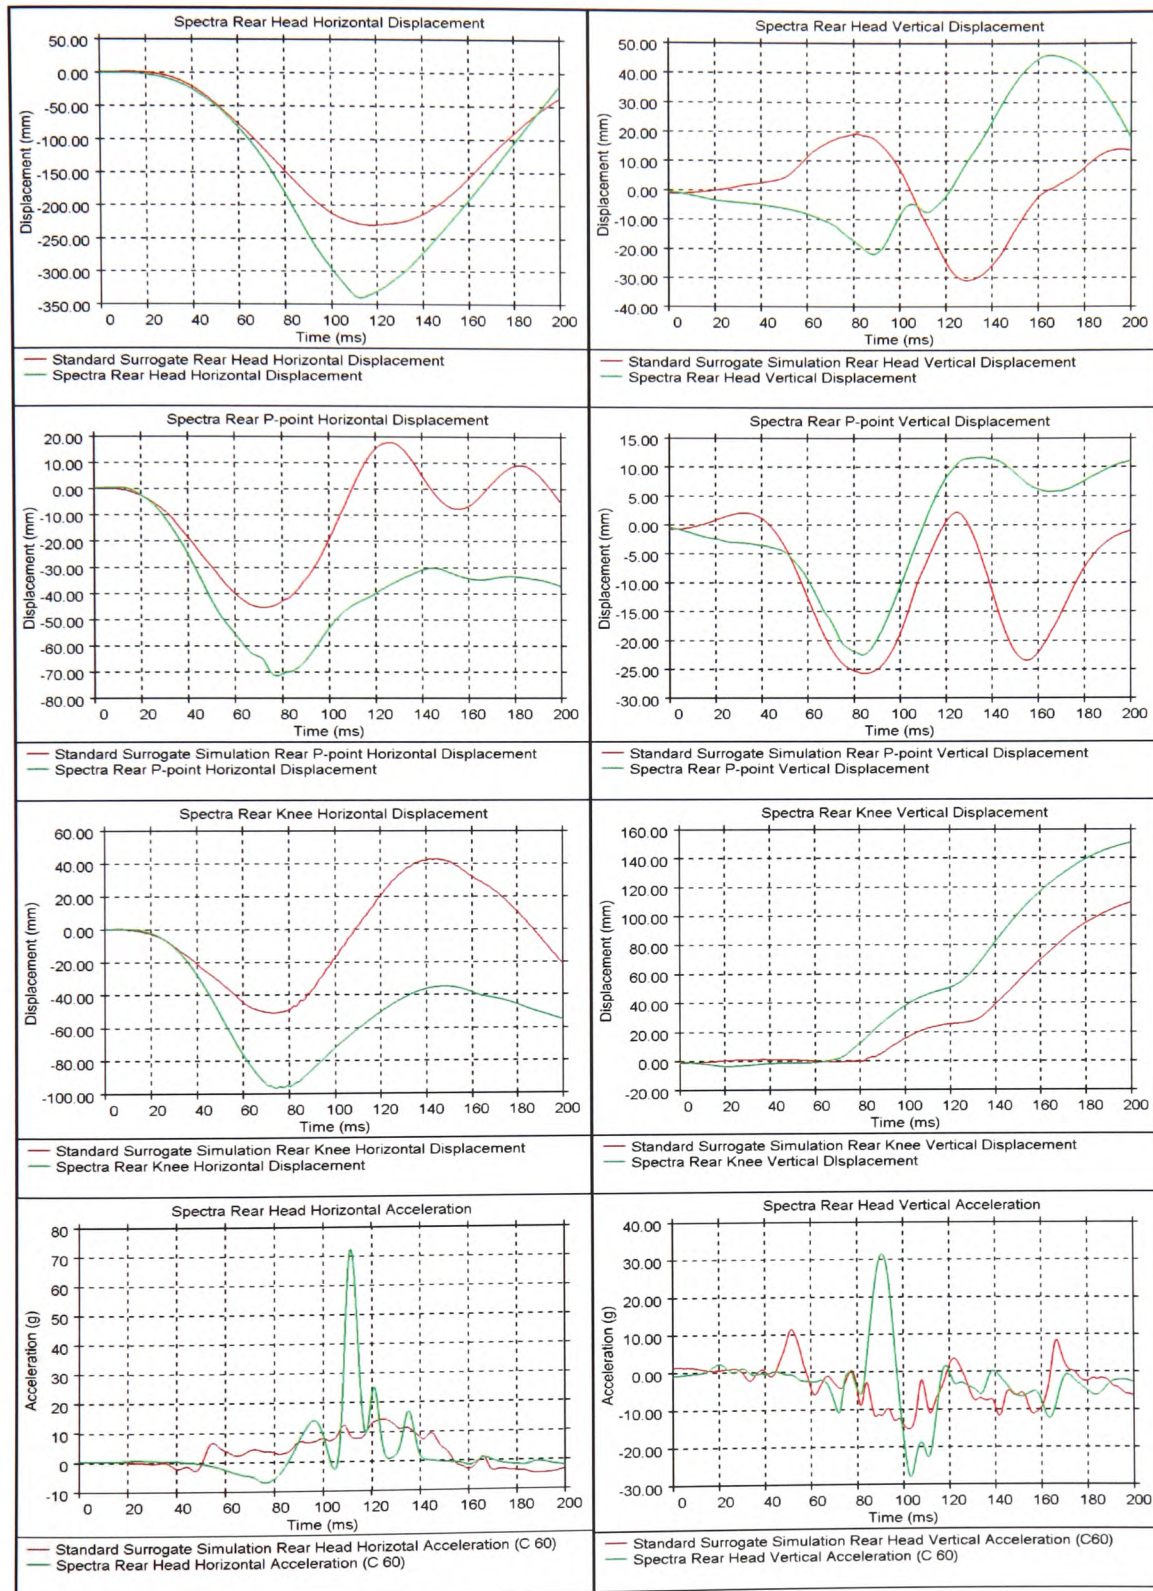 Spectra Rear Head Horizontal Displacement
50.00
0.00
-50.00
-100.00
-150.00
-200.00
-250.00
-300.00
-350.00
Displacement (mm)
0 20 40 60 80 100 120 140 160 180 200
Time (ms)
Standard Surrogate Rear Head Horizontal Displacement
Spectra Rear Head Horizontal Displacement
Spectra Rear Head Vertical Displacement
50.00
40.00
30.00
20.00
10.00
0.00
-10.00
-20.00
-30.00
-40.00
Displacement (mm)
0 20 40 60 80 100 120 140 160 180 200
Time (ms)
Standard Surrogate Simulation Rear Head Vertical Displacement
Spectra Rear Head Vertical Displacement
Spectra Rear P-point Horizontal Displacement
20.00
10.00
0.00
-10.00
-20.00
-30.00
-40.00
-50.00
-60.00
-70.00
-80.00
Displacement (mm)
0 20 40 60 80 100 120 140 160 180 200
Time (ms)
Standard Surrogate Simulation Rear P-point Horizontal Displacement
Spectra Rear P-point Horizontal Displacement
Spectra Rear P-point Vertical Displacement
15.00
10.00
5.00
0.00
-5.00
-10.00
-15.00
-20.00
-25.00
-30.00
Displacement (mm)
0 20 40 60 80 100 120 140 160 180 200
Time (ms)
Standard Surrogate Simulation Rear P-point Vertical Displacement
Spectra Rear P-point Vertical Displacement
Spectra Rear Knee Horizontal Displacement
60.00
40.00
20.00
0.00
-20.00
-40.00
-60.00
-80.00
-100.00
Displacement (mm)
0 20 40 60 80 100 120 140 160 180 200
Time (ms)
Standard Surrogate Simulation Rear Knee Horizontal Displacement
Spectra Rear Knee Horizontal Displacement
Spectra Rear Knee Vertical Displacement
160.00
140.00
120.00
100.00
80.00
60.00
40.00
20.00
0.00
-20.00
Displacement (mm)
0 20 40 60 80 100 120 140 160 180 200
Time (ms)
Standard Surrogate Simulation Rear Knee Vertical Displacement
Spectra Rear Knee Vertical DIsplacement
Spectra Rear Head Horizontal Acceleration
80
70
60
50
40
30
20
10
0
-10
Acceleration (g)
0 20 40 60 80 100 120 140 160 180 200
Time (ms)
Standard Surrogate Simulation Rear Head Horizotal Acceleration (C 60)
Spectra Rear Head Horizontal Acceleration (C 60)
Spectra Rear Head Vertical Acceleration
40.00
30.00
20.00
10.00
0.00
-10.00
-20.00
-30.00
Acceleration (g)
0 20 40 60 80 100 120 140 160 180 200
Time (ms)
Standard Surrogate Simulation Rear Head Vertical Acceleration (C60)
Spectra Rear Head Vertical Acceleration (C 60)